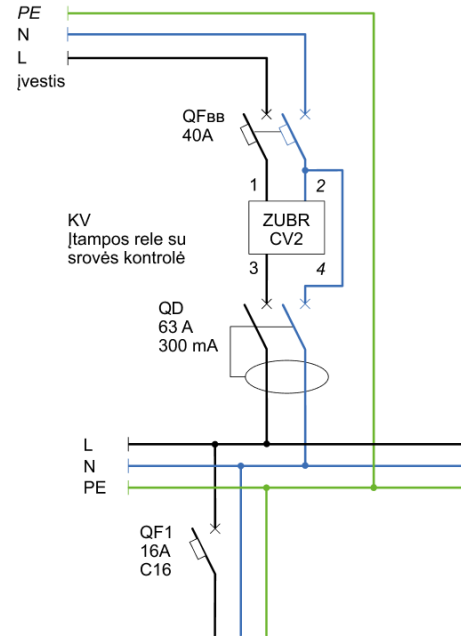 PE
N
L
įvestis
QFBB
40A
1
2
KV
Įtampos rele su
srovės kontrolė
ZUBR
CV2
3
4
QD
63 A
300 mA
L
N
PE
QF1
16A
C16